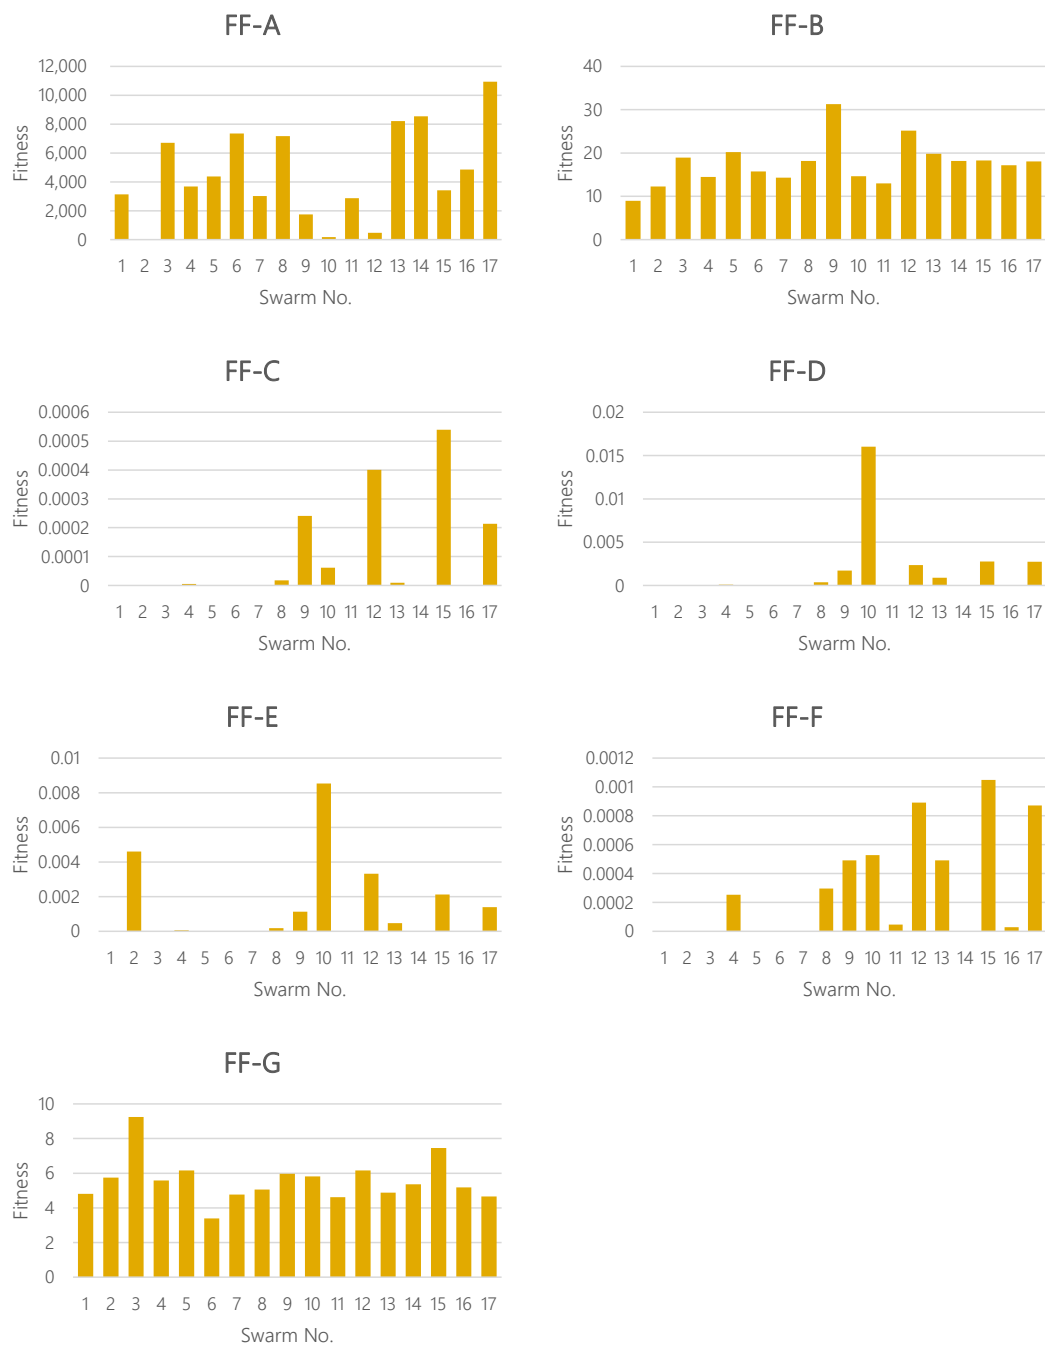 FF-A
12,000
10,000
8,000
6,000
4,000
2,000
0
Fitness
1 2 3 4 5 6 7 8 9 10 11 12 13 14 15 16 17
Swarm No.
FF-B
40
30
20
10
0
Fitness
1 2 3 4 5 6 7 8 9 10 11 12 13 14 15 16 17
Swarm No.
FF-C
0.0006
0.0005
0.0004
0.0003
0.0002
0.0001
0
Fitness
1 2 3 4 5 6 7 8 9 10 11 12 13 14 15 16 17
Swarm No.
FF-D
0.02
0.015
0.01
0.005
0
Fitness
1 2 3 4 5 6 7 8 9 10 11 12 13 14 15 16 17
Swarm No.
FF-E
0.01
0.008
0.006
0.004
0.002
0
Fitness
1 2 3 4 5 6 7 8 9 10 11 12 13 14 15 16 17
Swarm No.
FF-F
0.0012
0.001
0.0008
0.0006
0.0004
0.0002
0
Fitness
1 2 3 4 5 6 7 8 9 10 11 12 13 14 15 16 17
Swarm No.
FF-G
10
8
6
4
2
0
Fitness
1 2 3 4 5 6 7 8 9 10 11 12 13 14 15 16 17
Swarm No.